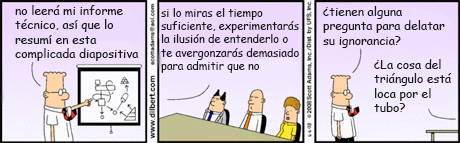 no leerá mi informe
técnico, así que lo
resumí en esta
complicada diapositiva
www.dilbert.com
scottadams@aol.com
si lo miras el tiempo
suficiente, experimentarás
la ilusión de entenderlo o
te avergonzarás demasiado
para admitir que no
© 2008 Scott Adams, Inc./Dist. by UFS, Inc.
¿tienen alguna
pregunta para delatar
su ignorancia?
¿La cosa del
triángulo está
loca por el
tubo?